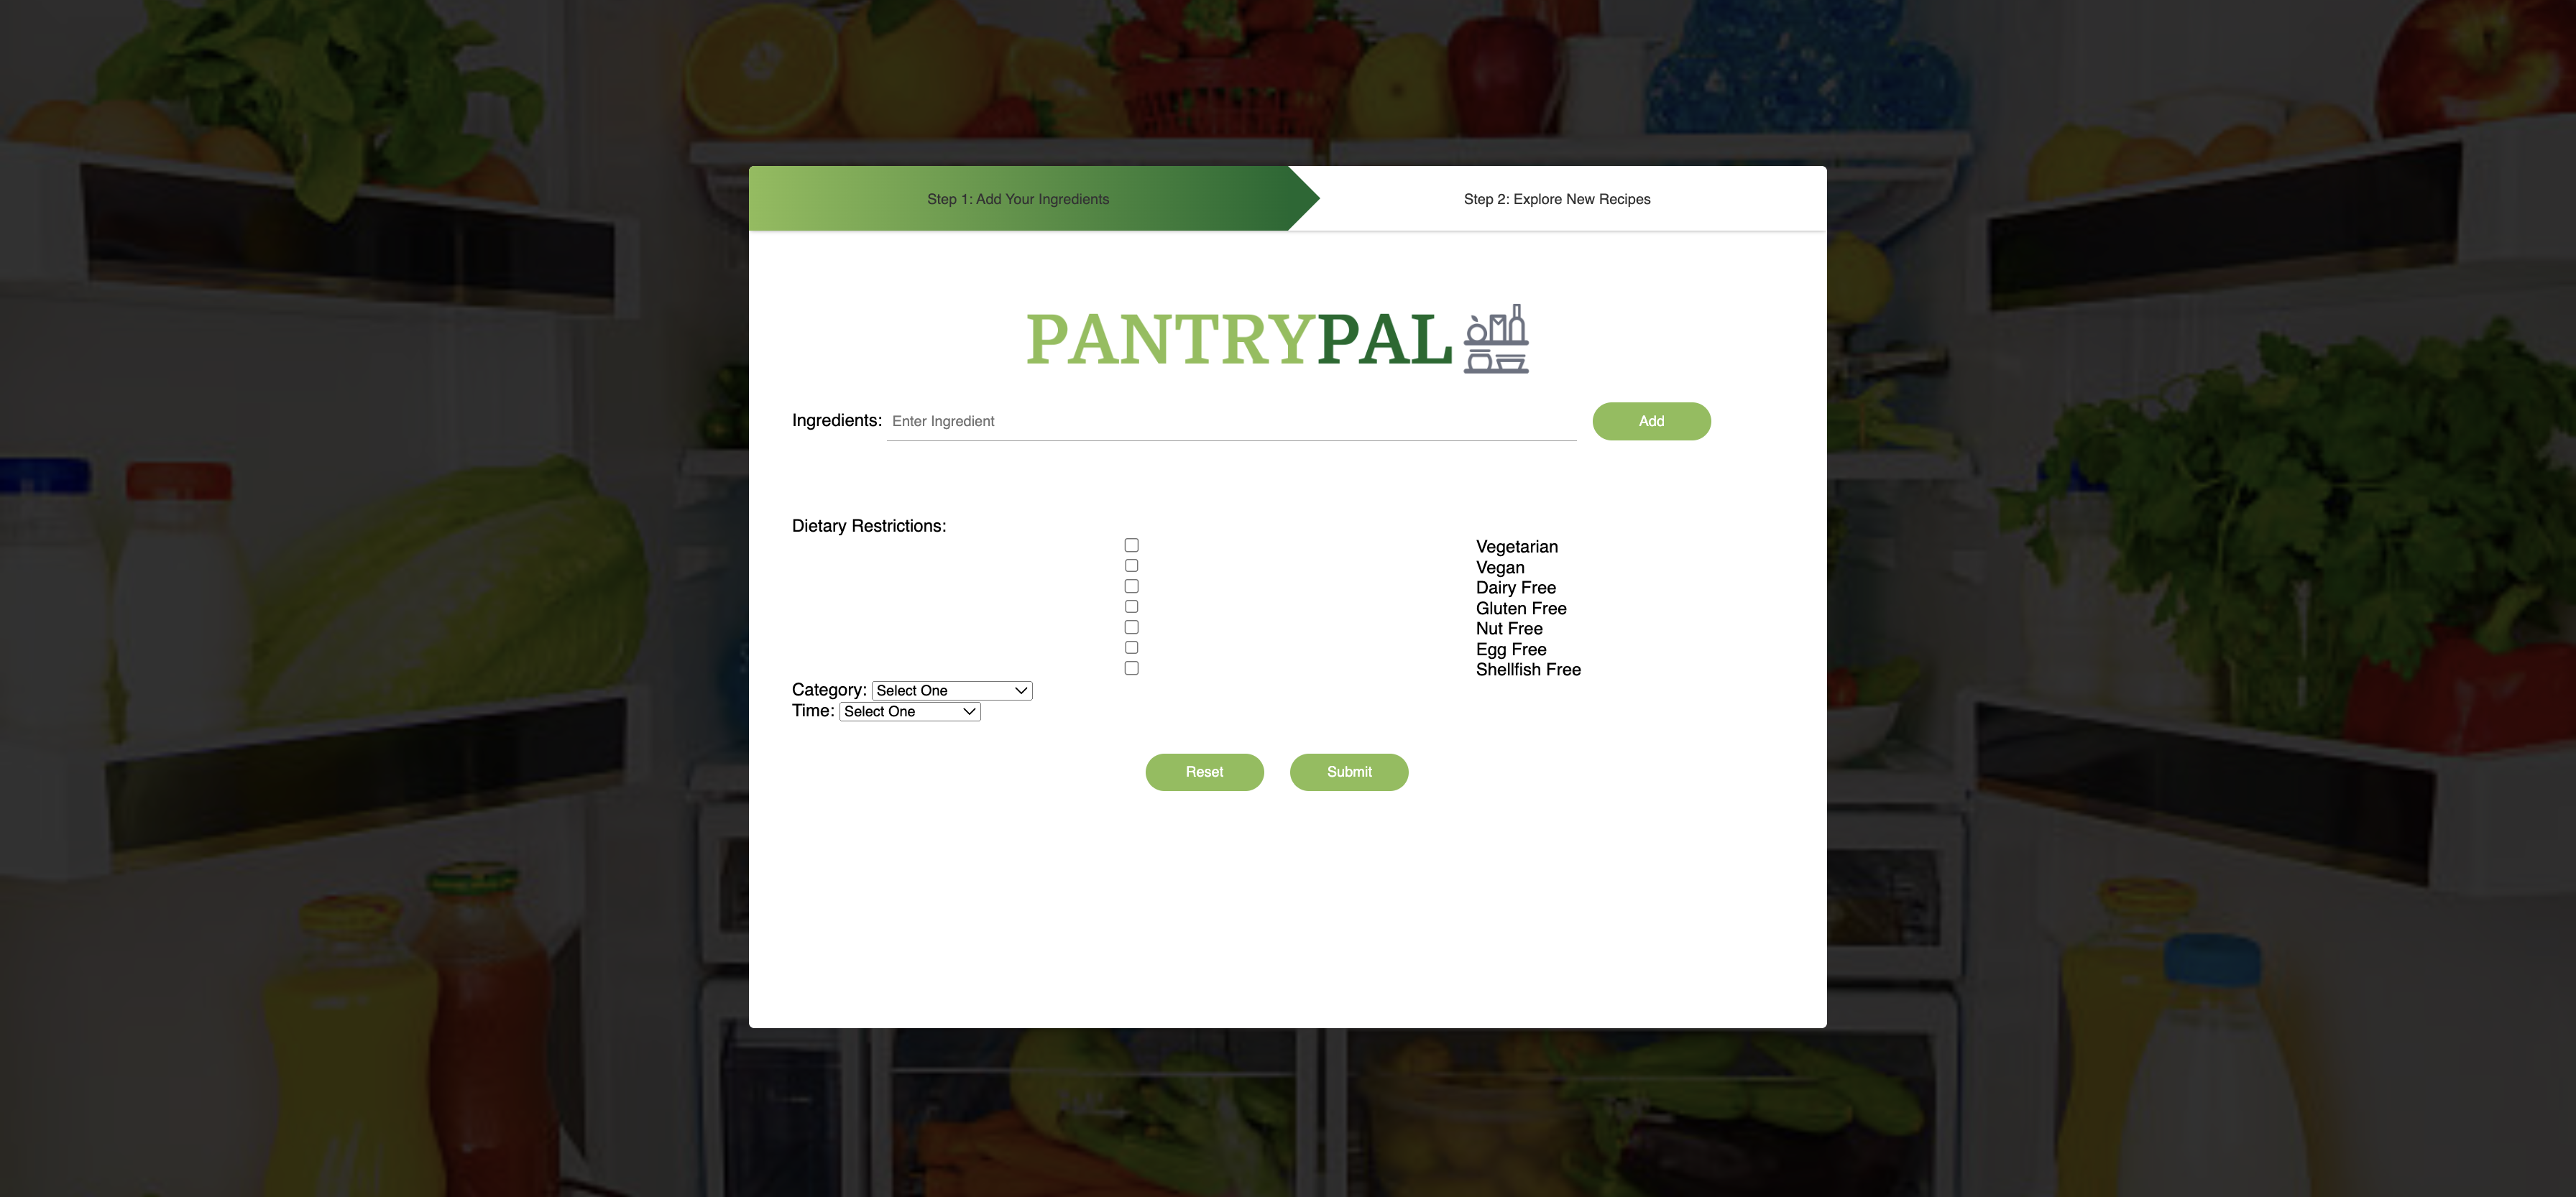 Step 1: Add Your Ingredients
Step 2: Explore New Recipes
PANTRYPAL
Ingredients: Enter Ingredient
Add
Dietary Restrictions:
Vegetarian
Vegan
Dairy Free
Gluten Free
Nut Free
Egg Free
Shellfish Free
Category: Select One
Time: Select One
Reset
Submit